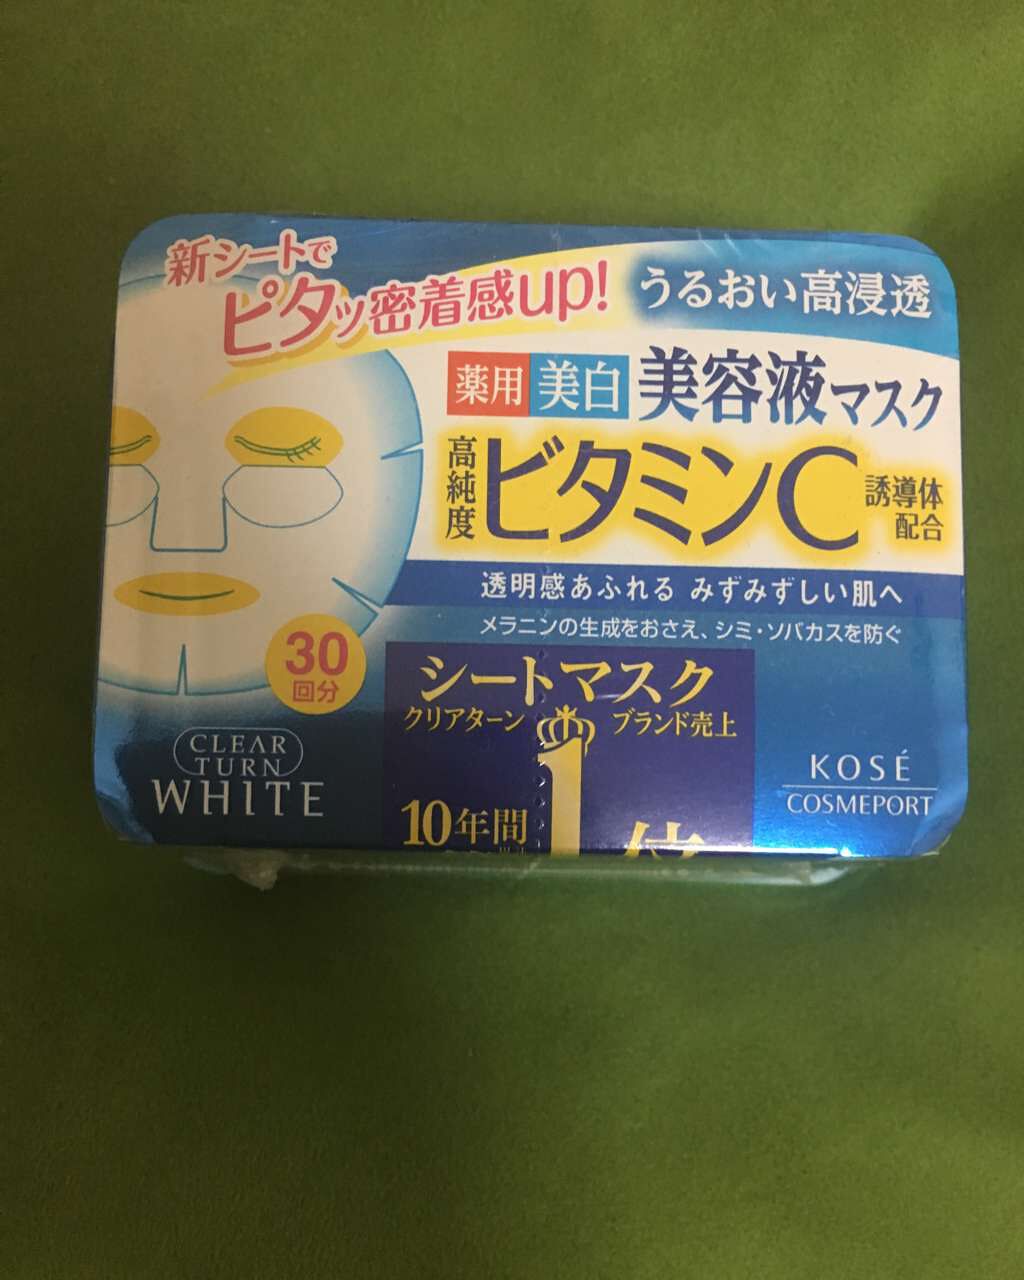 新シートで
ピタッ密着感up!
うるおい高浸透
薬用 美白 美容液マスク
高純度 ビタミンC 誘導体配合
透明感あふれる みずみずしい肌へ
メラニンの生成をおさえ、シミ・ソバカスを防ぐ
30
回分
シートマスク
クリアターン ブランド売上
10年間 1位
CLEAR
TURN
WHITE
KOSÉ
COSMEPORT